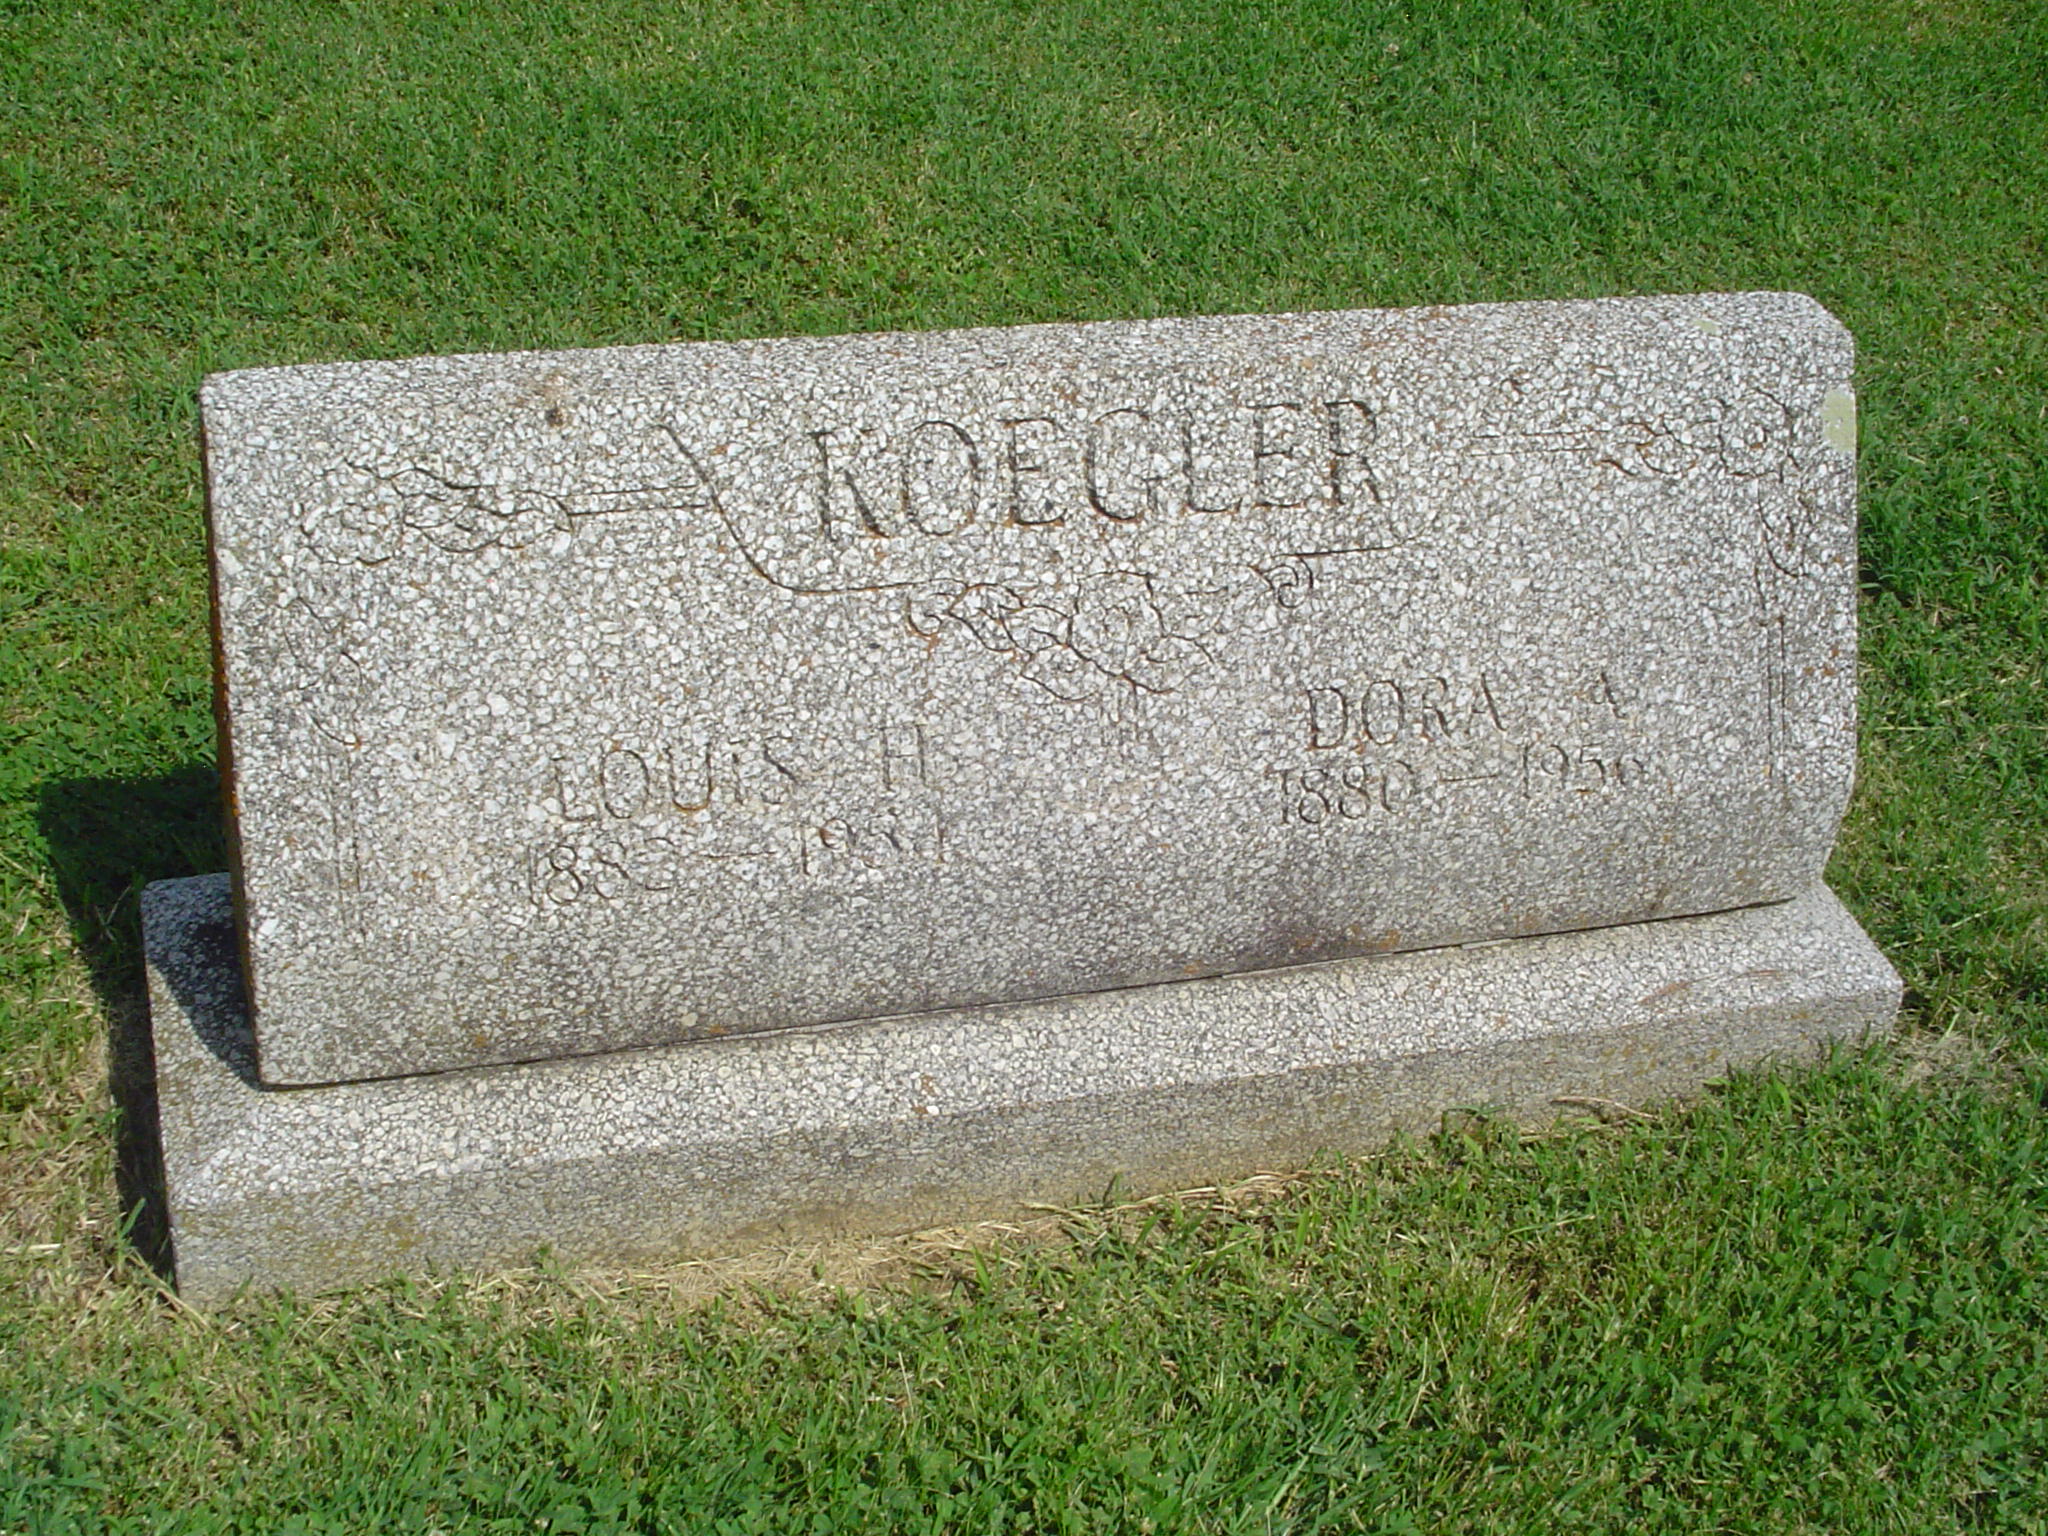 KOEGLER
LOUIS H
DORA A
1880-1956